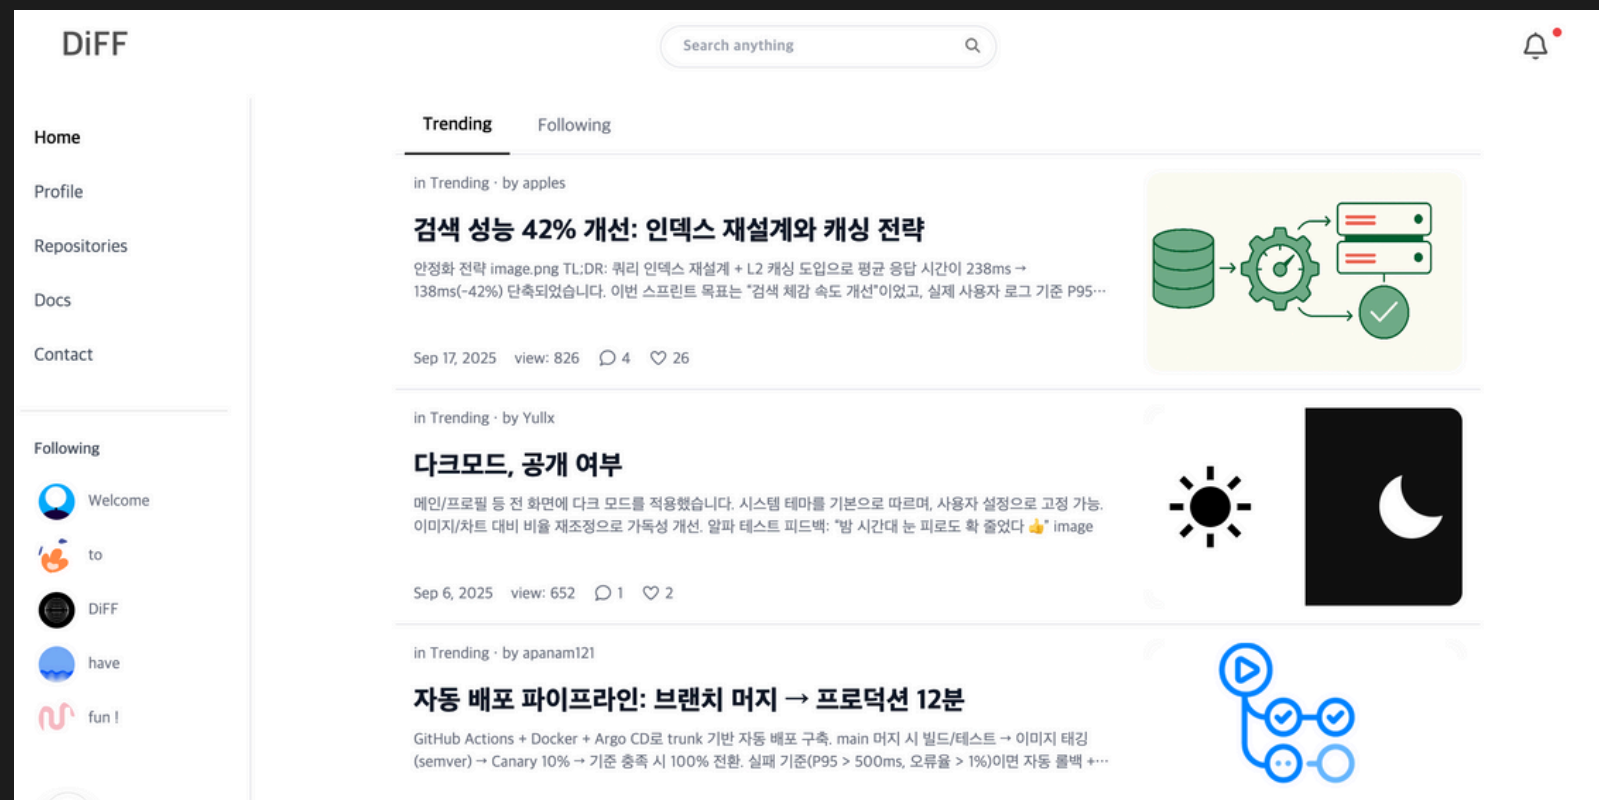 DiFF
Search anything
Home
Profile
Repositories
Docs
Contact
Following
Welcome
to
DiFF
have
fun !
Trending
Following
in Trending · by apples
검색 성능 42% 개선: 인덱스 재설계와 캐싱 전략
안정화 전략 image.png TL;DR: 쿼리 인덱스 재설계 + L2 캐싱 도입으로 평균 응답 시간이 238ms →
138ms(-42%) 단축되었습니다. 이번 스프린트 목표는 "검색 체감 속도 개선"이었고, 실제 사용자 로그 기준 P95…
Sep 17, 2025 view: 826 4 26
in Trending · by Yullx
다크모드, 공개 여부
메인/프로필 등 전 화면에 다크 모드를 적용했습니다. 시스템 테마를 기본으로 따르며, 사용자 설정으로 고정 가능.
이미지/차트 대비 비율 재조정으로 가독성 개선. 알파 테스트 피드백: "밤 시간대 눈 피로도 확 줄었다 👍" image
Sep 6, 2025 view: 652 1 2
in Trending · by apanam121
자동 배포 파이프라인: 브랜치 머지 → 프로덕션 12분
GitHub Actions + Docker + Argo CD로 trunk 기반 자동 배포 구축. main 머지 시 빌드/테스트 → 이미지 태깅
(semver) → Canary 10% → 기준 충족 시 100% 전환. 실패 기준(P95 > 500ms, 오류율 > 1%)이면 자동 롤백 +…